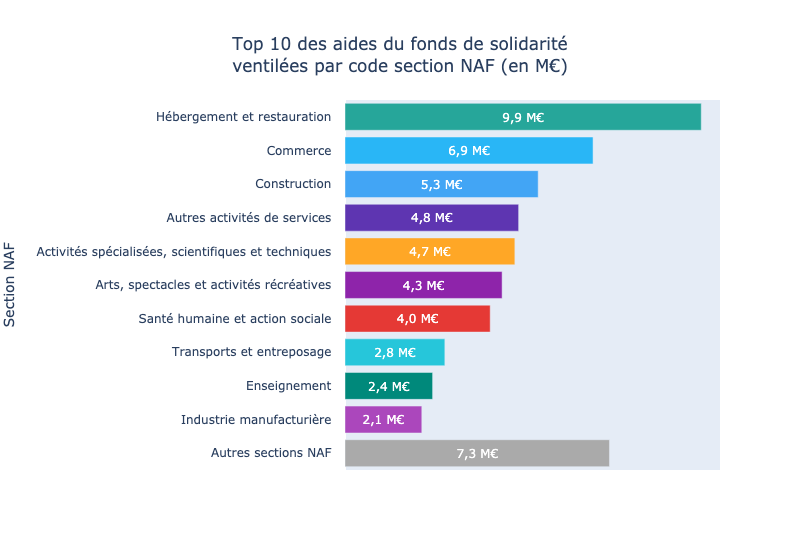 Top 10 des aides du fonds de solidarité
ventilées par code section NAF (en M€)
Section NAF
Hébergement et restauration 9,9 M€
Commerce 6,9 M€
Construction 5,3 M€
Autres activités de services 4,8 M€
Activités spécialisées, scientifiques et techniques 4,7 M€
Arts, spectacles et activités récréatives 4,3 M€
Santé humaine et action sociale 4,0 M€
Transports et entreposage 2,8 M€
Enseignement 2,4 M€
Industrie manufacturière 2,1 M€
Autres sections NAF 7,3 M€